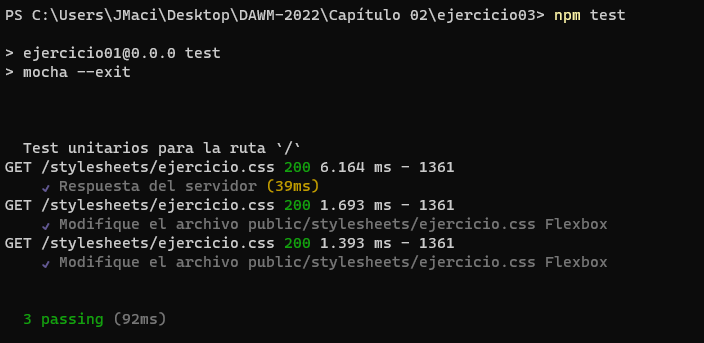 PS C:\Users\JMaci\Desktop\DAWM-2022\Capítulo 02\ejercicio03> npm test
> ejercicio01@0.0.0 test
> mocha --exit
Test unitarios para la ruta `/`
GET /stylesheets/ejercicio.css 200 6.164 ms - 1361
✓ Respuesta del servidor (39ms)
GET /stylesheets/ejercicio.css 200 1.693 ms - 1361
✓ Modifique el archivo public/stylesheets/ejercicio.css Flexbox
GET /stylesheets/ejercicio.css 200 1.393 ms - 1361
✓ Modifique el archivo public/stylesheets/ejercicio.css Flexbox
3 passing (92ms)